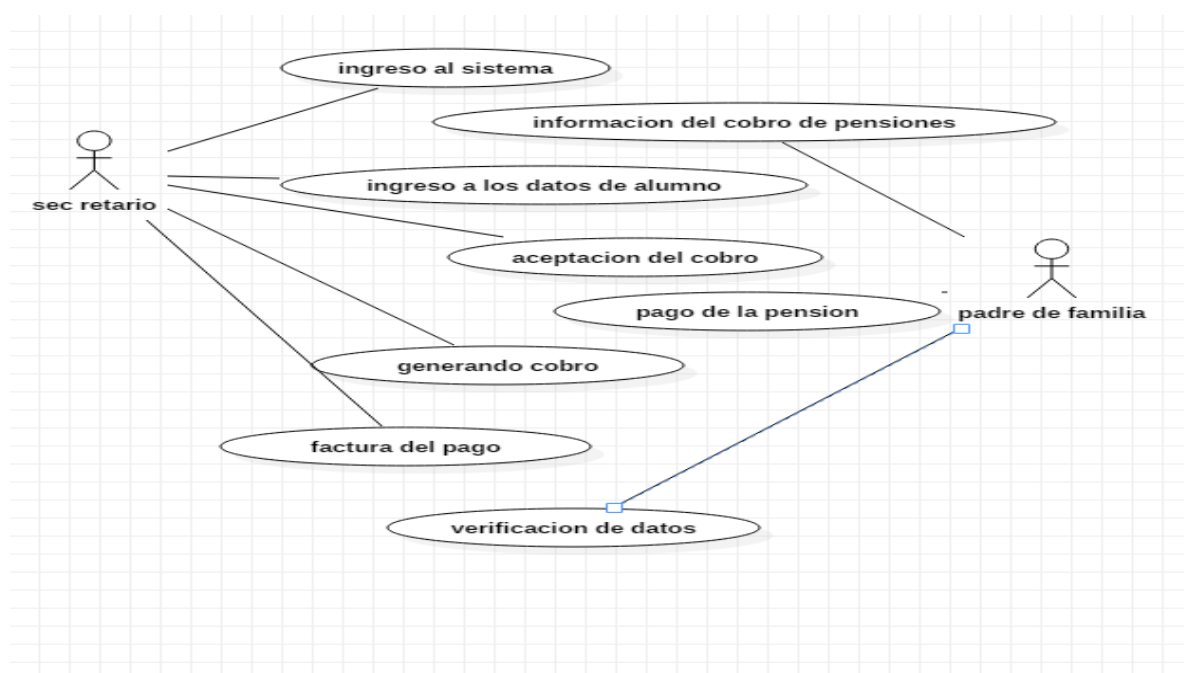 ingreso al sistema
informacion del cobro de pensiones
ingreso a los datos de alumno
sec retario
aceptacion del cobro
pago de la pension
padre de familia
generando cobro
factura del pago
verificacion de datos